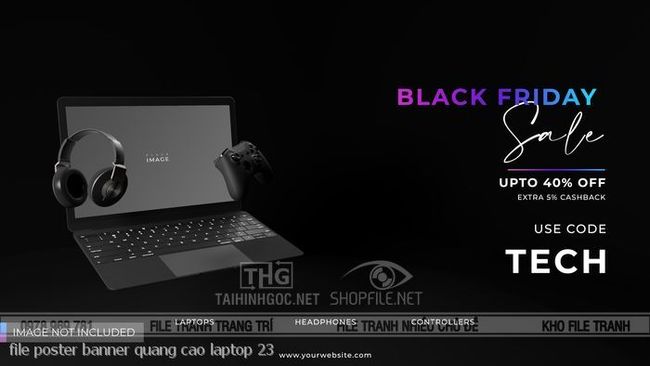 BLACK FRIDAY
Sale
PLACE
IMAGE
UPTO 40% OFF
EXTRA 5% CASHBACK
USE CODE
TECH
THG
TAIHINHGOC.NET SHOPFILE.NET
LAPTOPS HEADPHONES CONTROLLERS
FILE TRANH TRANG TRÍ FILE TRANH NHIỀU CHỦ ĐỀ KHO FILE TRANH
IMAGE NOT INCLUDED
file poster banner quang cao laptop 23
www.yourwebsite.com